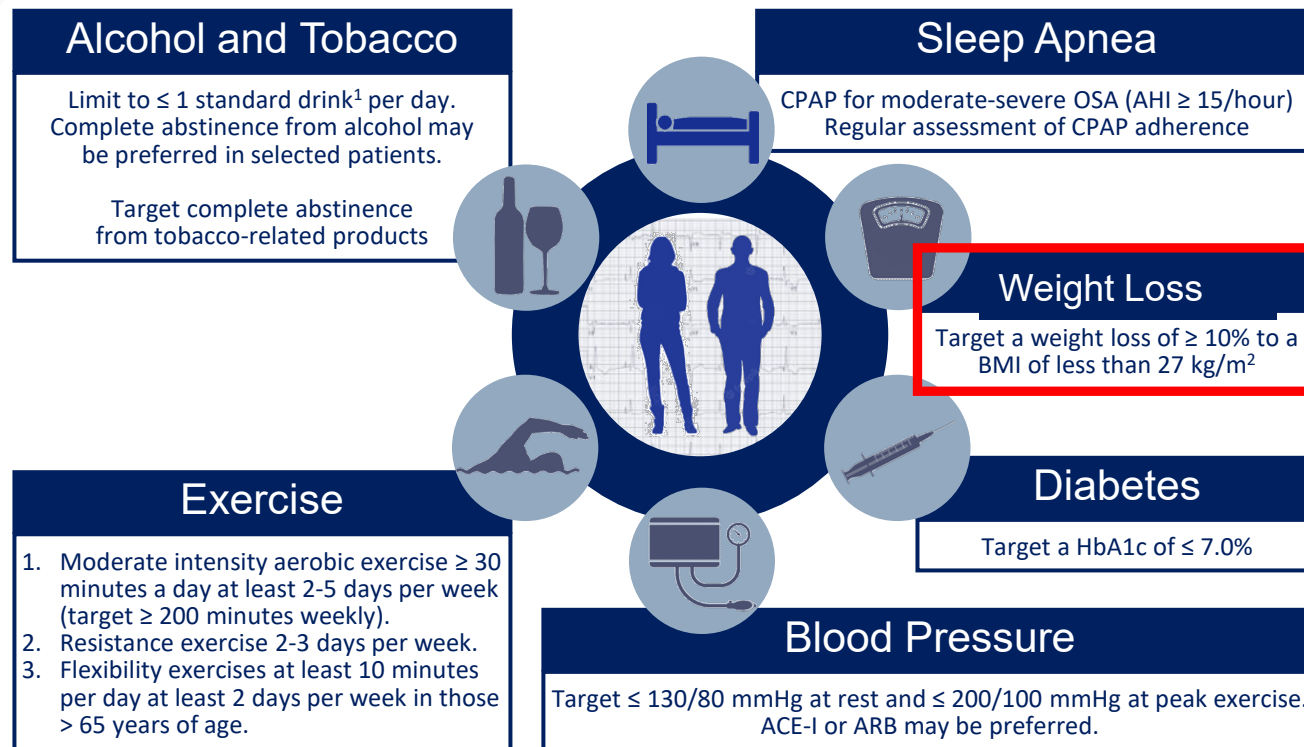 Alcohol and Tobacco
Limit to ≤ 1 standard drink¹ per day.
Complete abstinence from alcohol may
be preferred in selected patients.
Target complete abstinence
from tobacco-related products
Sleep Apnea
CPAP for moderate-severe OSA (AHI ≥ 15/hour)
Regular assessment of CPAP adherence
Weight Loss
Target a weight loss of ≥ 10% to a
BMI of less than 27 kg/m²
Diabetes
Target a HbA1c of ≤ 7.0%
Exercise
1. Moderate intensity aerobic exercise ≥ 30
minutes a day at least 2-5 days per week
(target ≥ 200 minutes weekly).
2. Resistance exercise 2-3 days per week.
3. Flexibility exercises at least 10 minutes
per day at least 2 days per week in those
> 65 years of age.
Blood Pressure
Target ≤ 130/80 mmHg at rest and ≤ 200/100 mmHg at peak exercise.
ACE-I or ARB may be preferred.